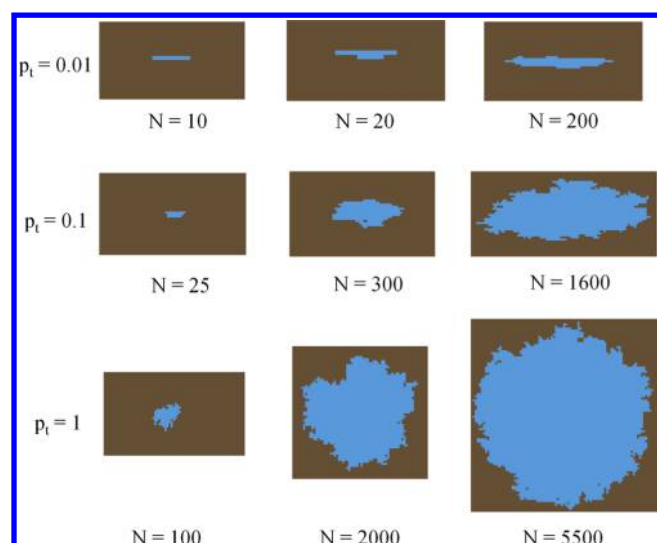 p_t = 0.01
N = 10
N = 20
N = 200
p_t = 0.1
N = 25
N = 300
N = 1600
p_t = 1
N = 100
N = 2000
N = 5500